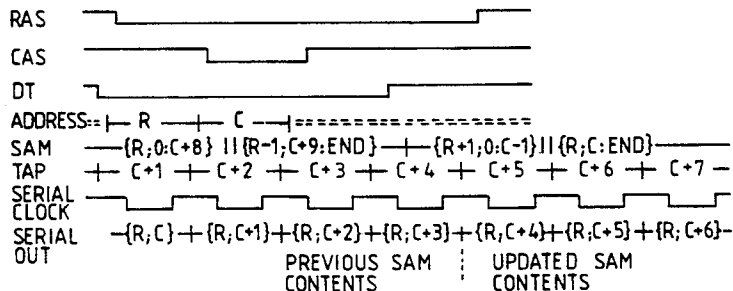 RAS
CAS
DT
ADDRESS==|— R —+— C —|==================
SAM —{R;0:C+8} ||{R-1;C+9:END}—+—{R+1;0:C-1}||{R;C:END}—
TAP —+— C+1 —+— C+2 —+— C+3 —+— C+4 —+— C+5 —+— C+6 —+— C+7 —
SERIAL CLOCK
SERIAL OUT -{R;C}-+-{R;C+1}-+-{R;C+2}-+-{R;C+3}-+-{R;C+4}-+-{R;C+5}-+-{R;C+6}-
PREVIOUS SAM CONTENTS
UPDATED SAM CONTENTS